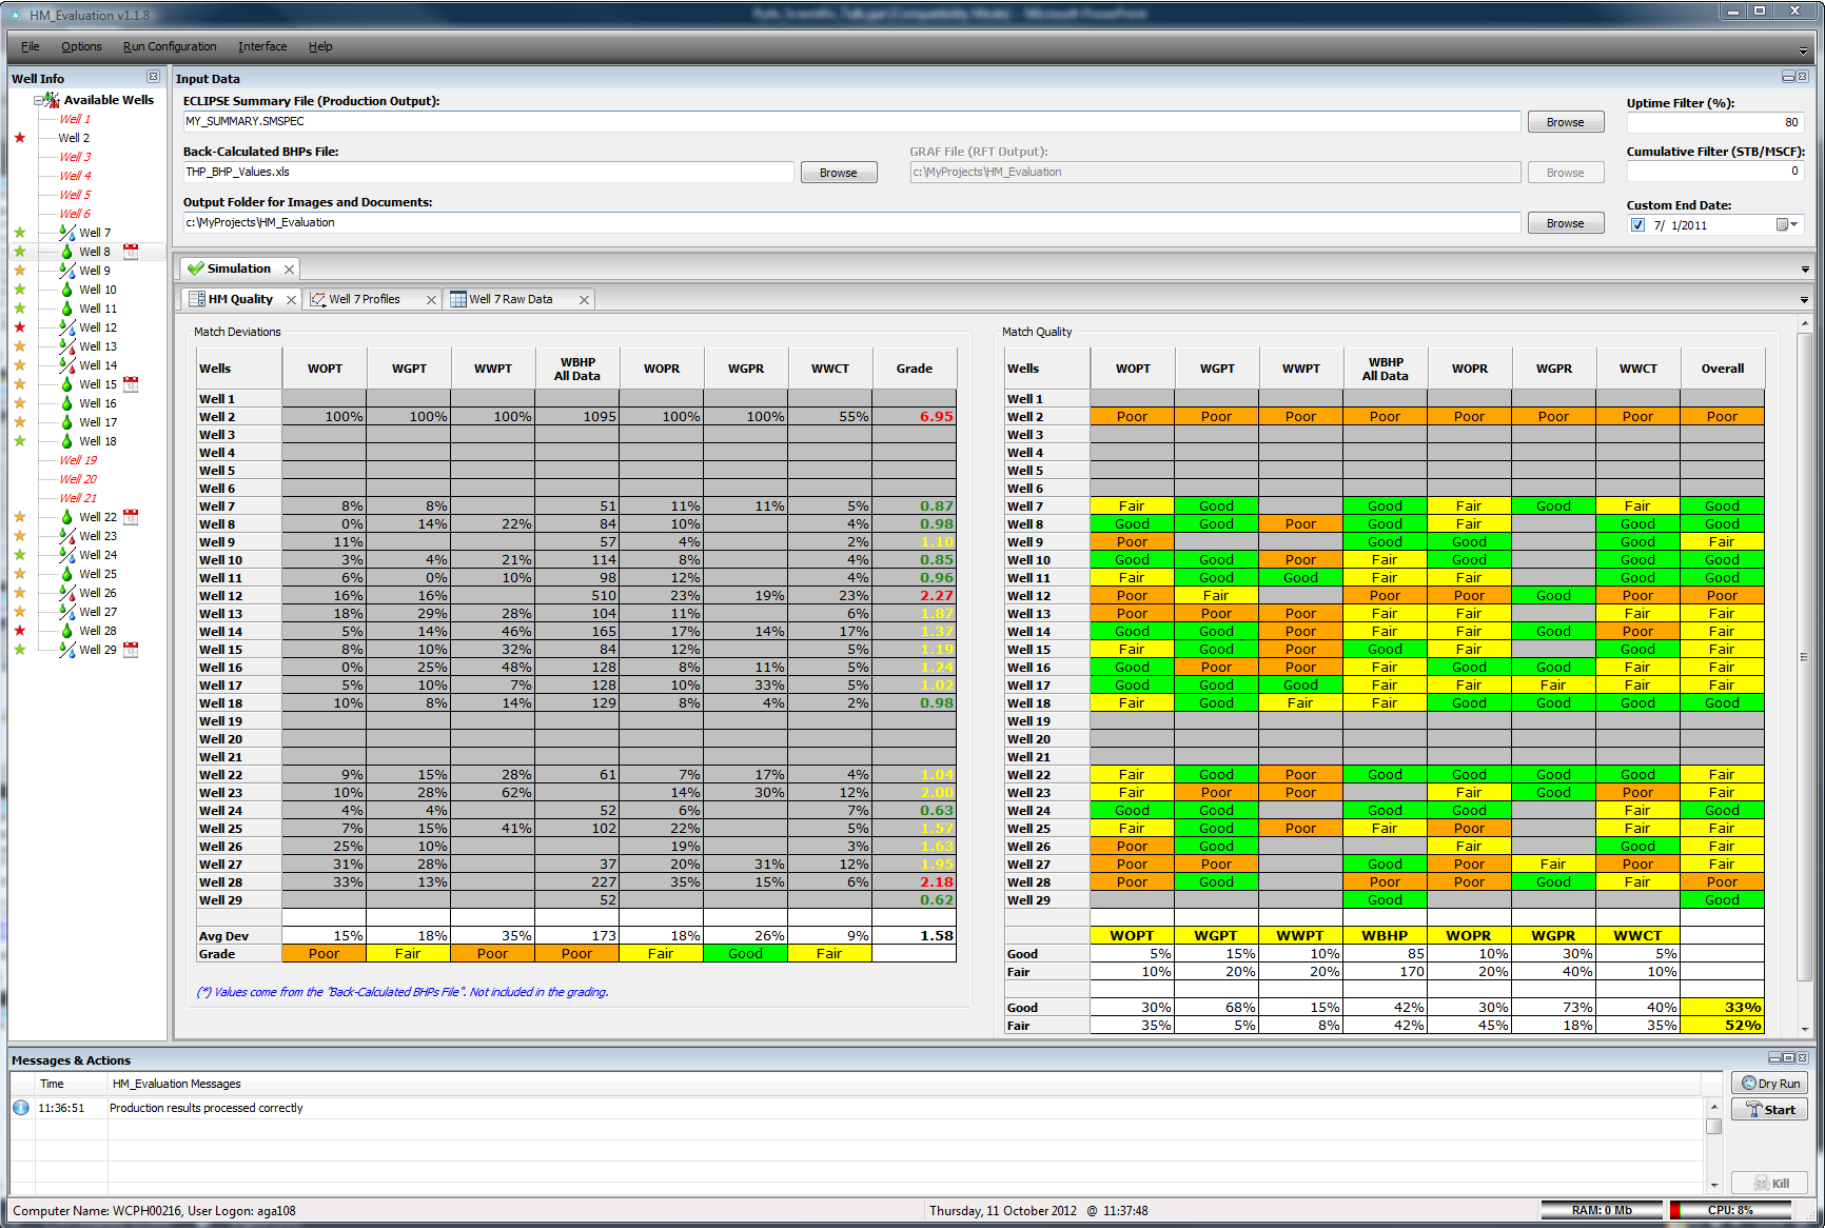 HM_Evaluation v1.1.8
File Options Run Configuration Interface Help
Well Info
Available Wells
Well 1
Well 2
Well 3
Well 4
Well 5
Well 6
Well 7
Well 8
Well 9
Well 10
Well 11
Well 12
Well 13
Well 14
Well 15
Well 16
Well 17
Well 18
Well 19
Well 20
Well 21
Well 22
Well 23
Well 24
Well 25
Well 26
Well 27
Well 28
Well 29
Input Data
ECLIPSE Summary File (Production Output):
MY_SUMMARY.SMSPEC Browse
Back-Calculated BHPs File:
THP_BHP_Values.xls Browse
GRAF File (RFT Output):
c:\MyProjects\HM_Evaluation Browse
Output Folder for Images and Documents:
c:\MyProjects\HM_Evaluation Browse
Uptime Filter (%):
80
Cumulative Filter (STB/MSCF):
0
Custom End Date:
7/ 1/2011
Simulation
HM Quality Well 7 Profiles Well 7 Raw Data
Match Deviations
Wells WOPT WGPT WWPT WBHP All Data WOPR WGPR WWCT Grade
Well 1
Well 2 100% 100% 100% 1095 100% 100% 55% 6.95
Well 3
Well 4
Well 5
Well 6
Well 7 8% 8% 51 11% 11% 5% 0.87
Well 8 0% 14% 22% 84 10% 4% 0.98
Well 9 11% 57 4% 2% 1.10
Well 10 3% 4% 21% 114 8% 4% 0.85
Well 11 6% 0% 10% 98 12% 4% 0.96
Well 12 16% 16% 510 23% 19% 23% 2.27
Well 13 18% 29% 28% 104 11% 6% 1.87
Well 14 5% 14% 46% 165 17% 14% 17% 1.37
Well 15 8% 10% 32% 84 12% 5% 1.19
Well 16 0% 25% 48% 128 8% 11% 5% 1.24
Well 17 5% 10% 7% 128 10% 33% 5% 1.02
Well 18 10% 8% 14% 129 8% 4% 2% 0.98
Well 19
Well 20
Well 21
Well 22 9% 15% 28% 61 7% 17% 4% 1.04
Well 23 10% 28% 62% 14% 30% 12% 2.00
Well 24 4% 4% 52 6% 7% 0.63
Well 25 7% 15% 41% 102 22% 5% 1.57
Well 26 25% 10% 19% 3% 1.63
Well 27 31% 28% 37 20% 31% 12% 1.95
Well 28 33% 13% 227 35% 15% 6% 2.18
Well 29 52 0.62
Avg Dev 15% 18% 35% 173 18% 26% 9% 1.58
Grade Poor Fair Poor Poor Fair Good Fair
(*) Values come from the "Back-Calculated BHPs File". Not included in the grading.
Match Quality
Wells WOPT WGPT WWPT WBHP All Data WOPR WGPR WWCT Overall
Well 1
Well 2 Poor Poor Poor Poor Poor Poor Poor Poor
Well 3
Well 4
Well 5
Well 6
Well 7 Fair Good Good Fair Good Fair Good
Well 8 Good Good Poor Good Fair Good Good
Well 9 Poor Good Good Good Fair
Well 10 Good Good Poor Fair Good Good Good
Well 11 Fair Good Good Fair Fair Good Good
Well 12 Poor Fair Poor Poor Good Poor Poor
Well 13 Poor Poor Poor Fair Fair Fair Fair
Well 14 Good Good Poor Fair Fair Good Poor Fair
Well 15 Fair Good Poor Good Fair Good Fair
Well 16 Good Poor Poor Fair Good Good Fair Fair
Well 17 Good Good Good Fair Fair Fair Fair Fair
Well 18 Fair Good Fair Fair Good Good Good Good
Well 19
Well 20
Well 21
Well 22 Fair Good Poor Good Good Good Good Fair
Well 23 Fair Poor Poor Fair Good Poor Fair
Well 24 Good Good Good Good Fair Good
Well 25 Fair Good Poor Fair Poor Fair Fair
Well 26 Poor Good Fair Good Fair
Well 27 Poor Poor Good Poor Fair Poor Fair
Well 28 Poor Good Poor Poor Good Fair Poor
Well 29 Good Good
WOPT WGPT WWPT WBHP WOPR WGPR WWCT
Good 5% 15% 10% 85 10% 30% 5%
Fair 10% 20% 20% 170 20% 40% 10%
Good 30% 68% 15% 42% 30% 73% 40% 33%
Fair 35% 5% 8% 42% 45% 18% 35% 52%
Messages & Actions
Time HM_Evaluation Messages
11:36:51 Production results processed correctly
Dry Run
Start
Kill
Computer Name: WCPH00216, User Logon: aga108 Thursday, 11 October 2012 @ 11:37:48 RAM: 0 Mb CPU: 8%